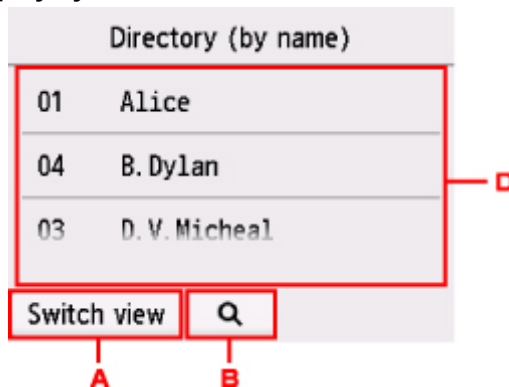 Directory (by name)
01 Alice
04 B. Dylan
03 D. V. Micheal
D
Switch view
A B